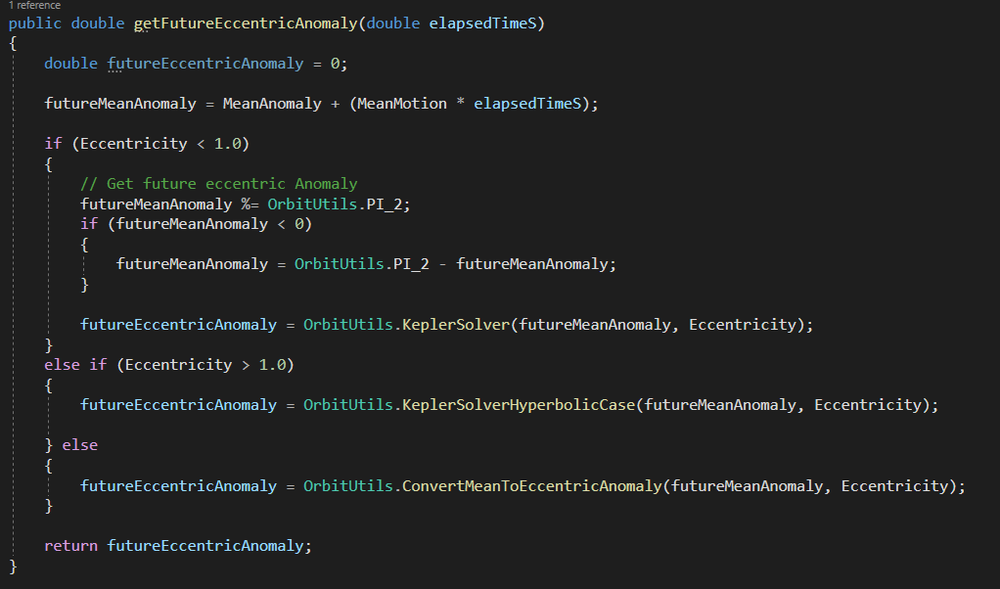 1 reference
public double getFutureEccentricAnomaly(double elapsedTimeS)
{
    double futureEccentricAnomaly = 0;

    futureMeanAnomaly = MeanAnomaly + (MeanMotion * elapsedTimeS);

    if (Eccentricity < 1.0)
    {
        // Get future eccentric Anomaly
        futureMeanAnomaly %= OrbitUtils.PI_2;
        if (futureMeanAnomaly < 0)
        {
            futureMeanAnomaly = OrbitUtils.PI_2 - futureMeanAnomaly;
        }

        futureEccentricAnomaly = OrbitUtils.KeplerSolver(futureMeanAnomaly, Eccentricity);
    }
    else if (Eccentricity > 1.0)
    {
        futureEccentricAnomaly = OrbitUtils.KeplerSolverHyperbolicCase(futureMeanAnomaly, Eccentricity);

    } else
    {
        futureEccentricAnomaly = OrbitUtils.ConvertMeanToEccentricAnomaly(futureMeanAnomaly, Eccentricity);
    }

    return futureEccentricAnomaly;
}